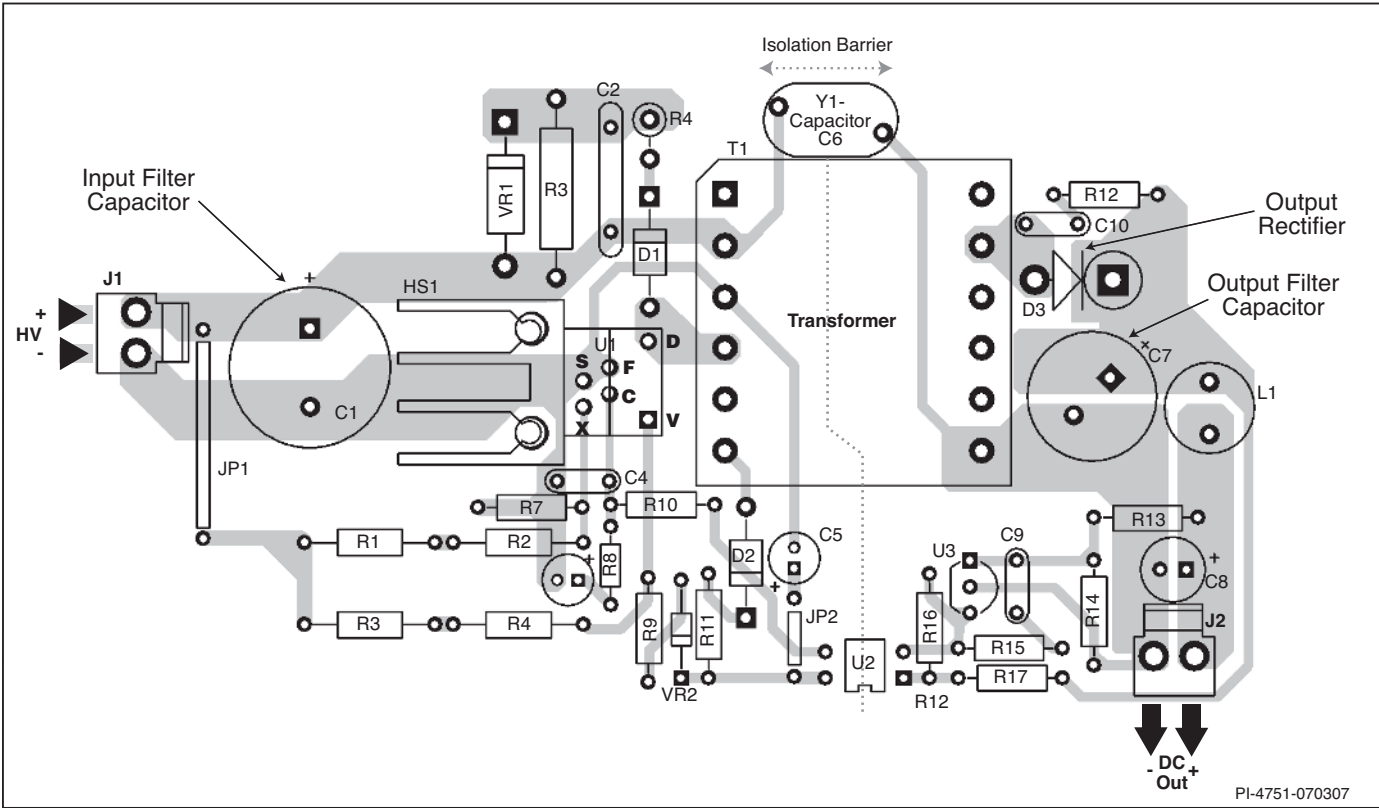 Isolation Barrier
Y1-
Capacitor
C6
C2
R4
T1
Input Filter
Capacitor
VR1
R3
R12
Output
Rectifier
C10
D1
J1
+
HS1
D3
Output Filter
Capacitor
+
HV
-
U1
D
Transformer
+
C7
S
F
C
L1
C1
X
V
JP1
C4
R7
R10
R13
R1
R2
+
R8
D2
C5
+
U3
C9
+
C8
R14
R3
R4
R9
R11
JP2
R16
J2
R15
U2
R17
VR2
R12
- DC +
Out
PI-4751-070307